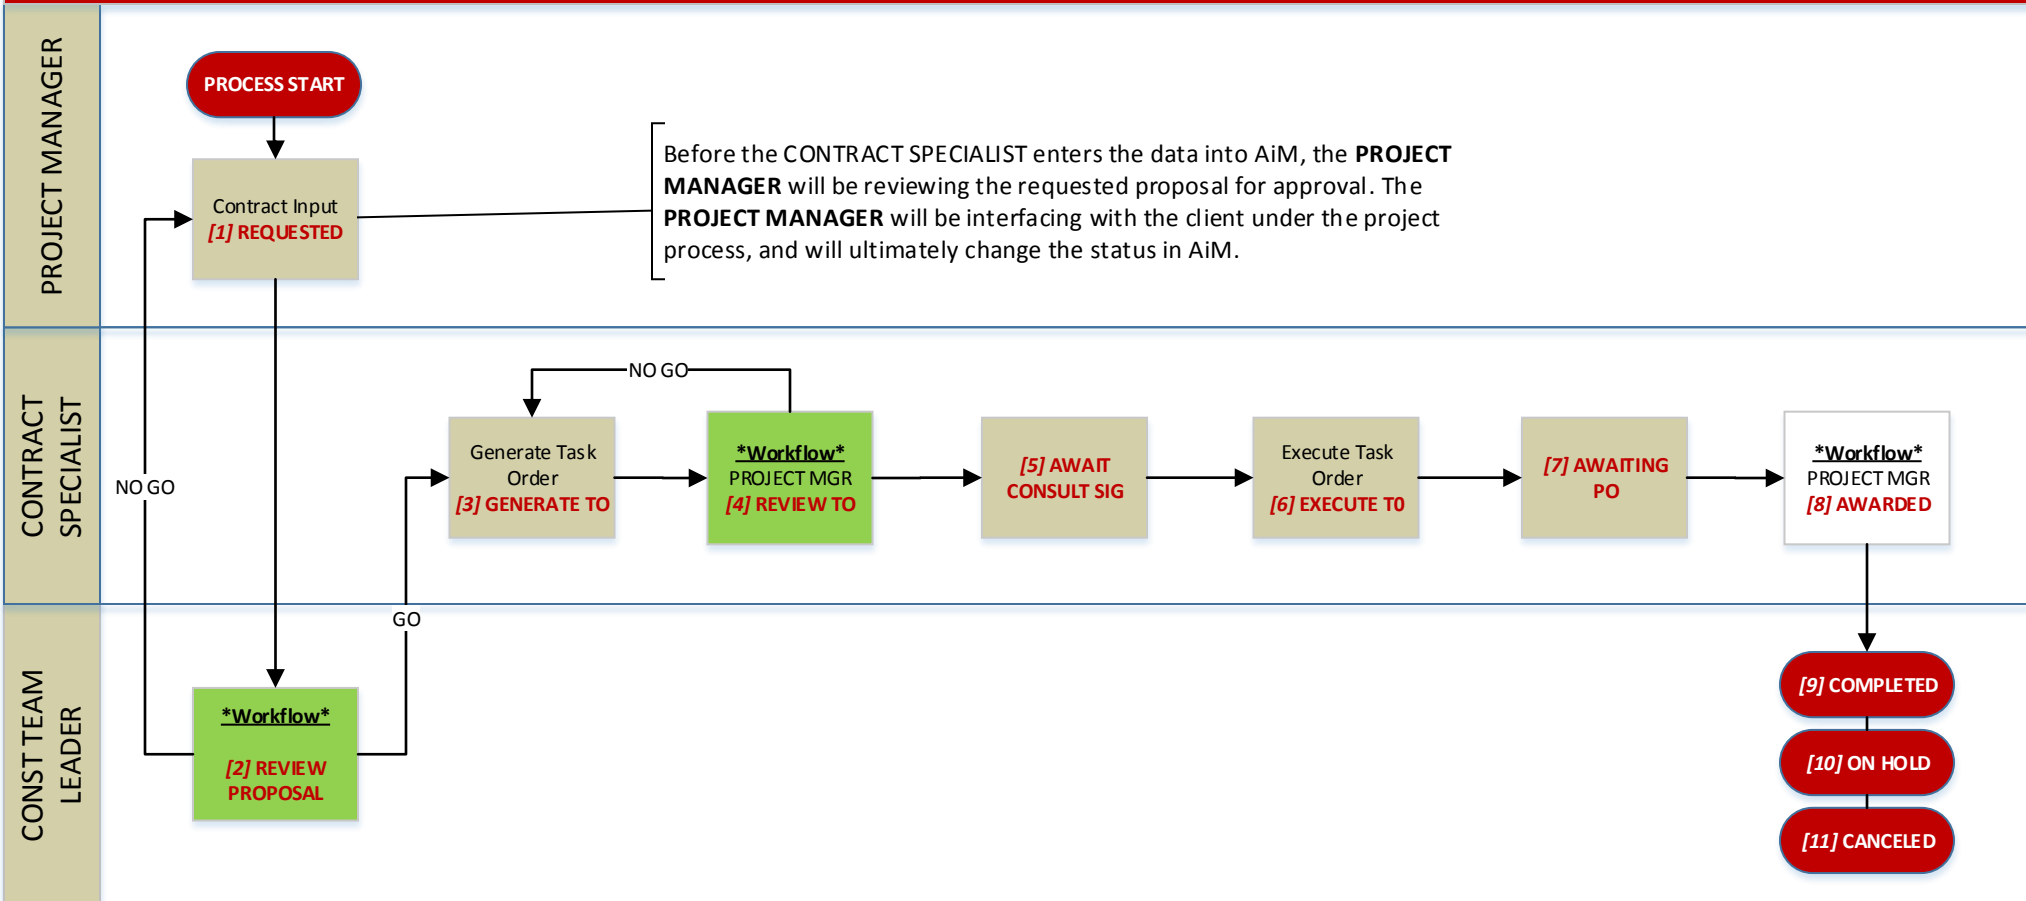 PROJECT MANAGER
PROCESS START
Contract Input
[1] REQUESTED
Before the CONTRACT SPECIALIST enters the data into AiM, the PROJECT
MANAGER will be reviewing the requested proposal for approval. The
PROJECT MANAGER will be interfacing with the client under the project
process, and will ultimately change the status in AiM.
CONTRACT
SPECIALIST
NO GO
NO GO
Generate Task
Order
[3] GENERATE TO
*Workflow*
PROJECT MGR
[4] REVIEW TO
[5] AWAIT
CONSULT SIG
Execute Task
Order
[6] EXECUTE T0
[7] AWAITING
PO
*Workflow*
PROJECT MGR
[8] AWARDED
GO
CONST TEAM
LEADER
*Workflow*
[2] REVIEW
PROPOSAL
[9] COMPLETED
[10] ON HOLD
[11] CANCELED